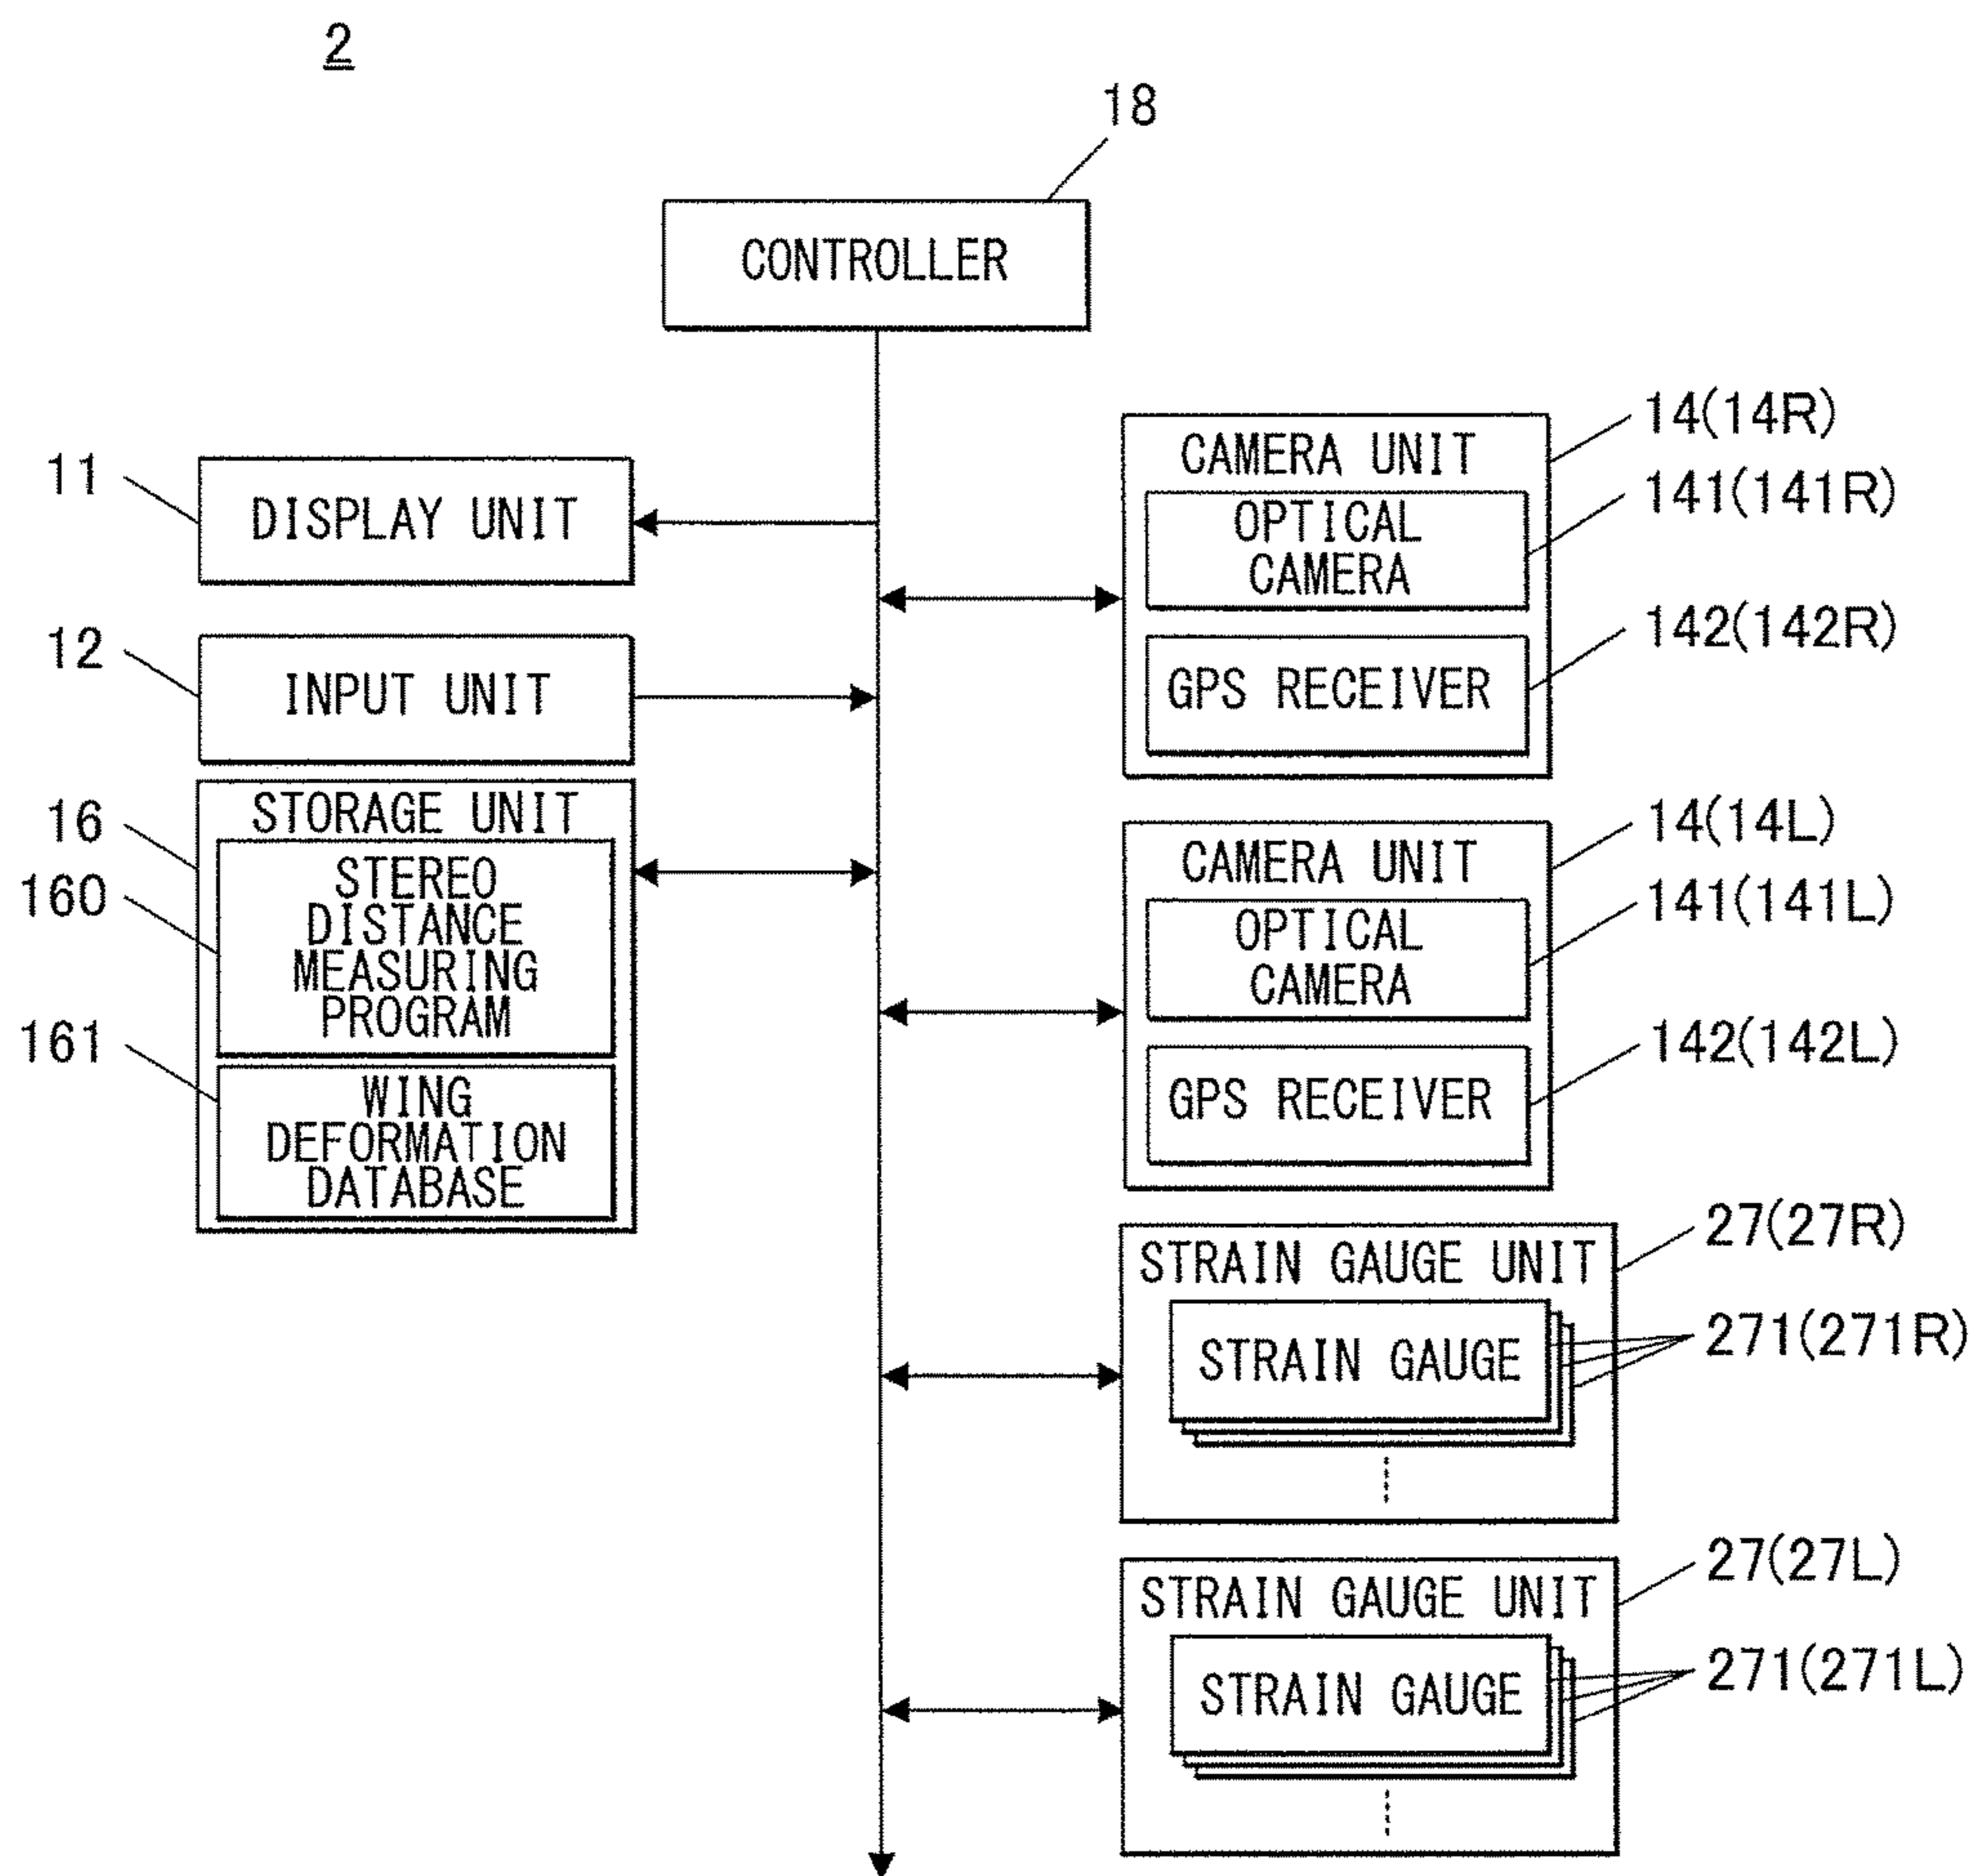 2
18
CONTROLLER
11
DISPLAY UNIT
12
INPUT UNIT
16
STORAGE UNIT
160
STEREO
DISTANCE
MEASURING
PROGRAM
161
WING
DEFORMATION
DATABASE
14(14R)
CAMERA UNIT
141(141R)
OPTICAL
CAMERA
142(142R)
GPS RECEIVER
14(14L)
CAMERA UNIT
141(141L)
OPTICAL
CAMERA
142(142L)
GPS RECEIVER
27(27R)
STRAIN GAUGE UNIT
271(271R)
STRAIN GAUGE
27(27L)
STRAIN GAUGE UNIT
271(271L)
STRAIN GAUGE